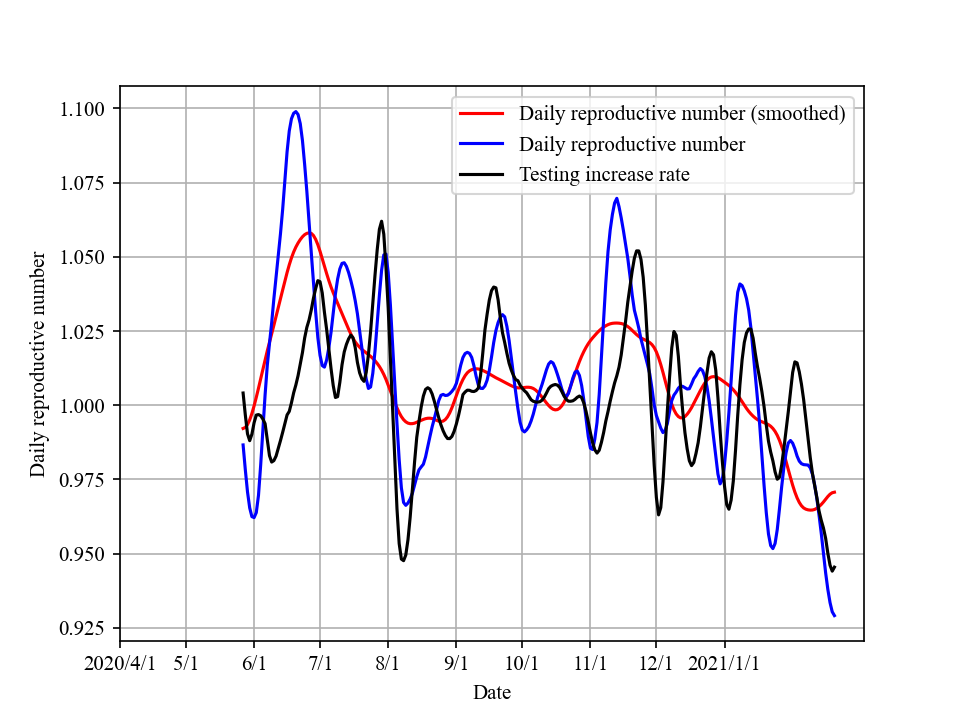 Daily reproductive number (smoothed)
Daily reproductive number
Testing increase rate
1.100
1.075
1.050
1.025
1.000
0.975
0.950
0.925
Daily reproductive number
2020/4/1 5/1 6/1 7/1 8/1 9/1 10/1 11/1 12/1 2021/1/1
Date